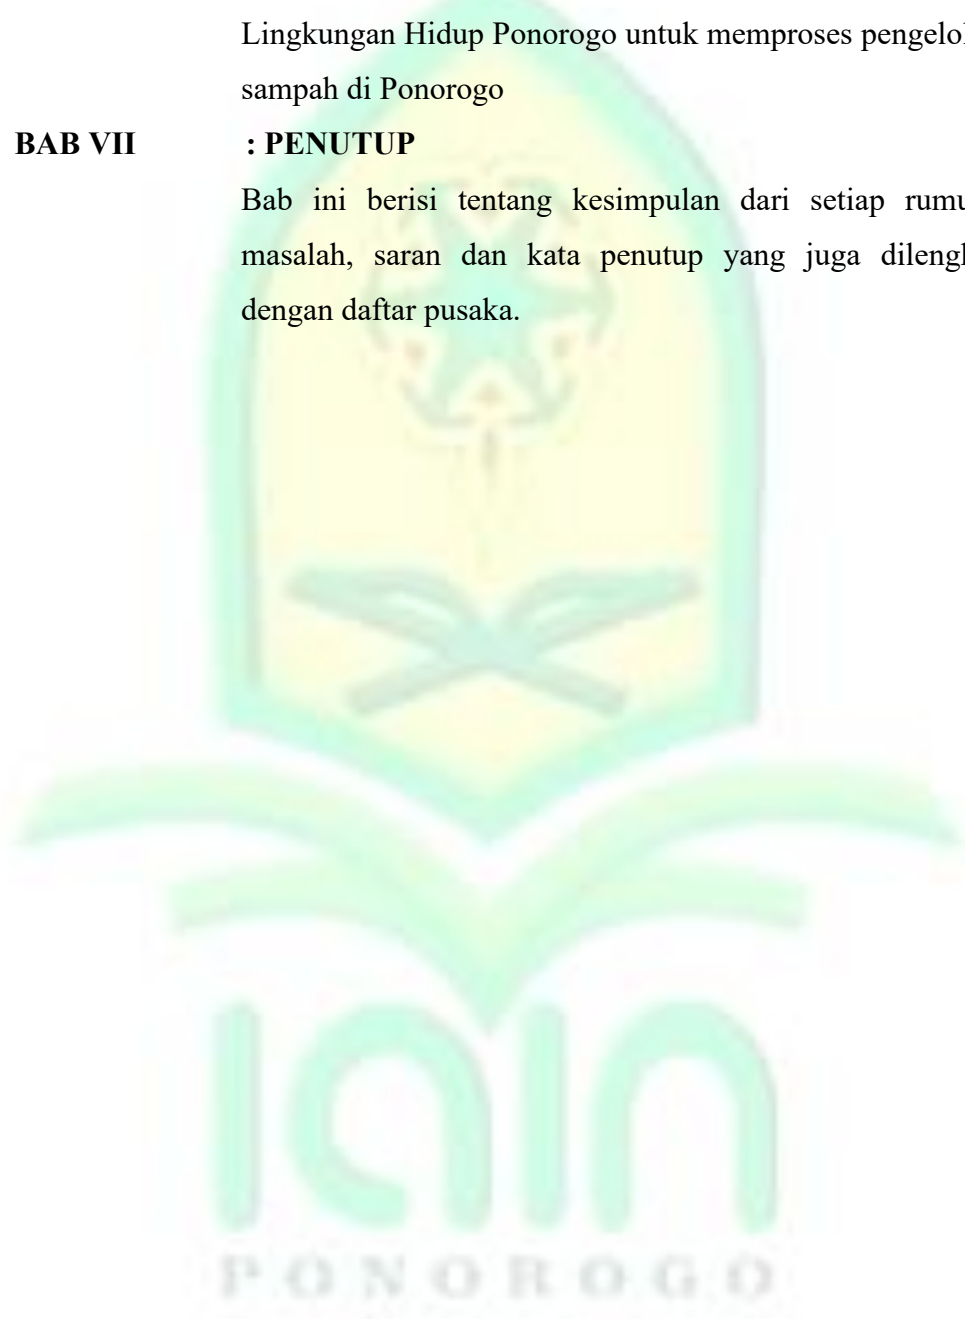 Lingkungan Hidup Ponorogo untuk memproses pengelol
sampah di Ponorogo
BAB VII : PENUTUP
Bab ini berisi tentang kesimpulan dari setiap rumu
masalah, saran dan kata penutup yang juga dilengk
dengan daftar pusaka.
iain
PONOROGO